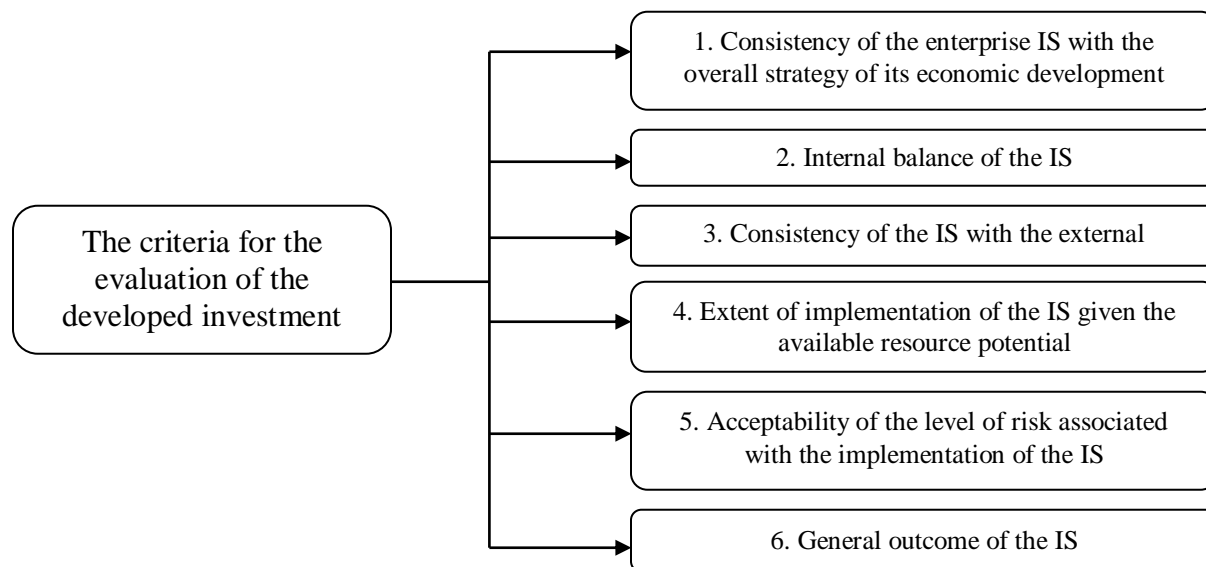 The criteria for the
evaluation of the
developed investment
1. Consistency of the enterprise IS with the
overall strategy of its economic development
2. Internal balance of the IS
3. Consistency of the IS with the external
4. Extent of implementation of the IS given the
available resource potential
5. Acceptability of the level of risk associated
with the implementation of the IS
6. General outcome of the IS